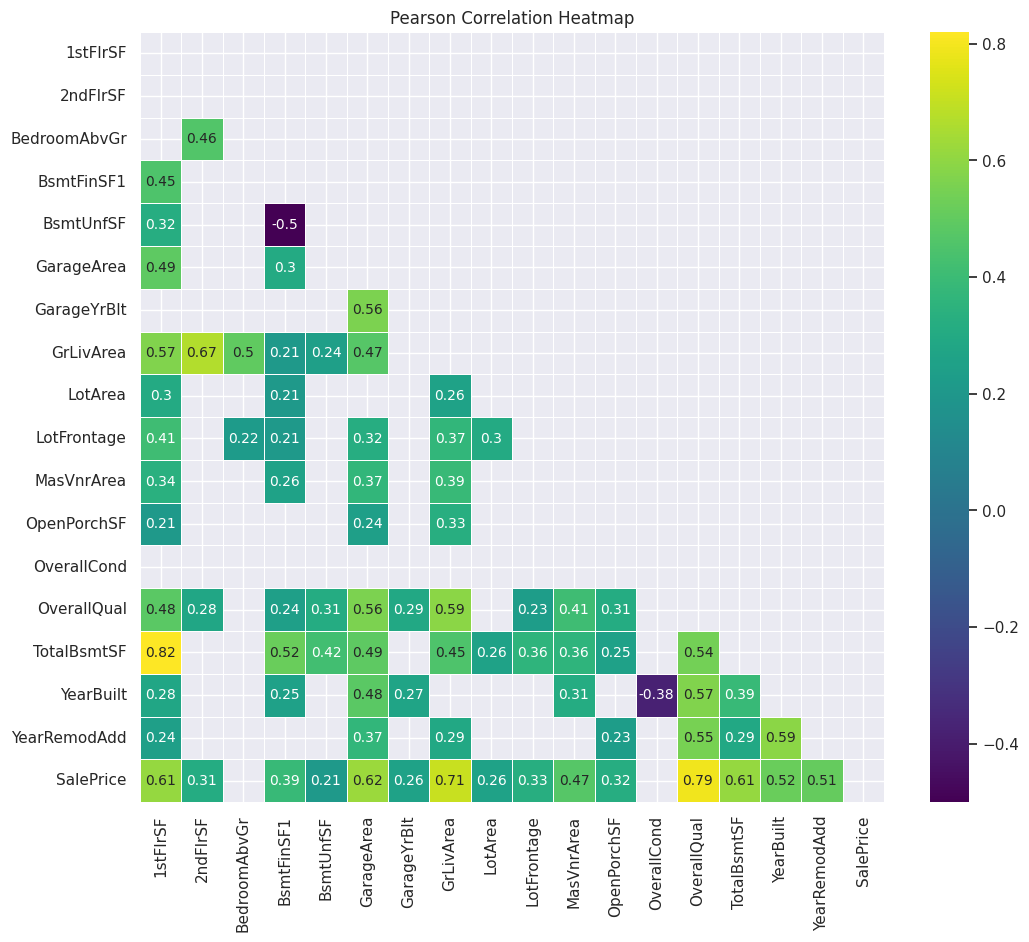 Pearson Correlation Heatmap
1stFlrSF
2ndFlrSF
BedroomAbvGr 0.46
BsmtFinSF1 0.45
BsmtUnfSF 0.32 -0.5
GarageArea 0.49 0.3
GarageYrBlt 0.56
GrLivArea 0.57 0.67 0.5 0.21 0.24 0.47
LotArea 0.3 0.21 0.26
LotFrontage 0.41 0.22 0.21 0.32 0.37 0.3
MasVnrArea 0.34 0.26 0.37 0.39
OpenPorchSF 0.21 0.24 0.33
OverallCond
OverallQual 0.48 0.28 0.24 0.31 0.56 0.29 0.59 0.23 0.41 0.31
TotalBsmtSF 0.82 0.52 0.42 0.49 0.45 0.26 0.36 0.36 0.25 0.54
YearBuilt 0.28 0.25 0.48 0.27 0.31 -0.38 0.57 0.39
YearRemodAdd 0.24 0.37 0.29 0.23 0.55 0.29 0.59
SalePrice 0.61 0.31 0.39 0.21 0.62 0.26 0.71 0.26 0.33 0.47 0.32 0.79 0.61 0.52 0.51
1stFlrSF
2ndFlrSF
BedroomAbvGr
BsmtFinSF1
BsmtUnfSF
GarageArea
GarageYrBlt
GrLivArea
LotArea
LotFrontage
MasVnrArea
OpenPorchSF
OverallCond
OverallQual
TotalBsmtSF
YearBuilt
YearRemodAdd
SalePrice
0.8
0.6
0.4
0.2
0.0
−0.2
−0.4